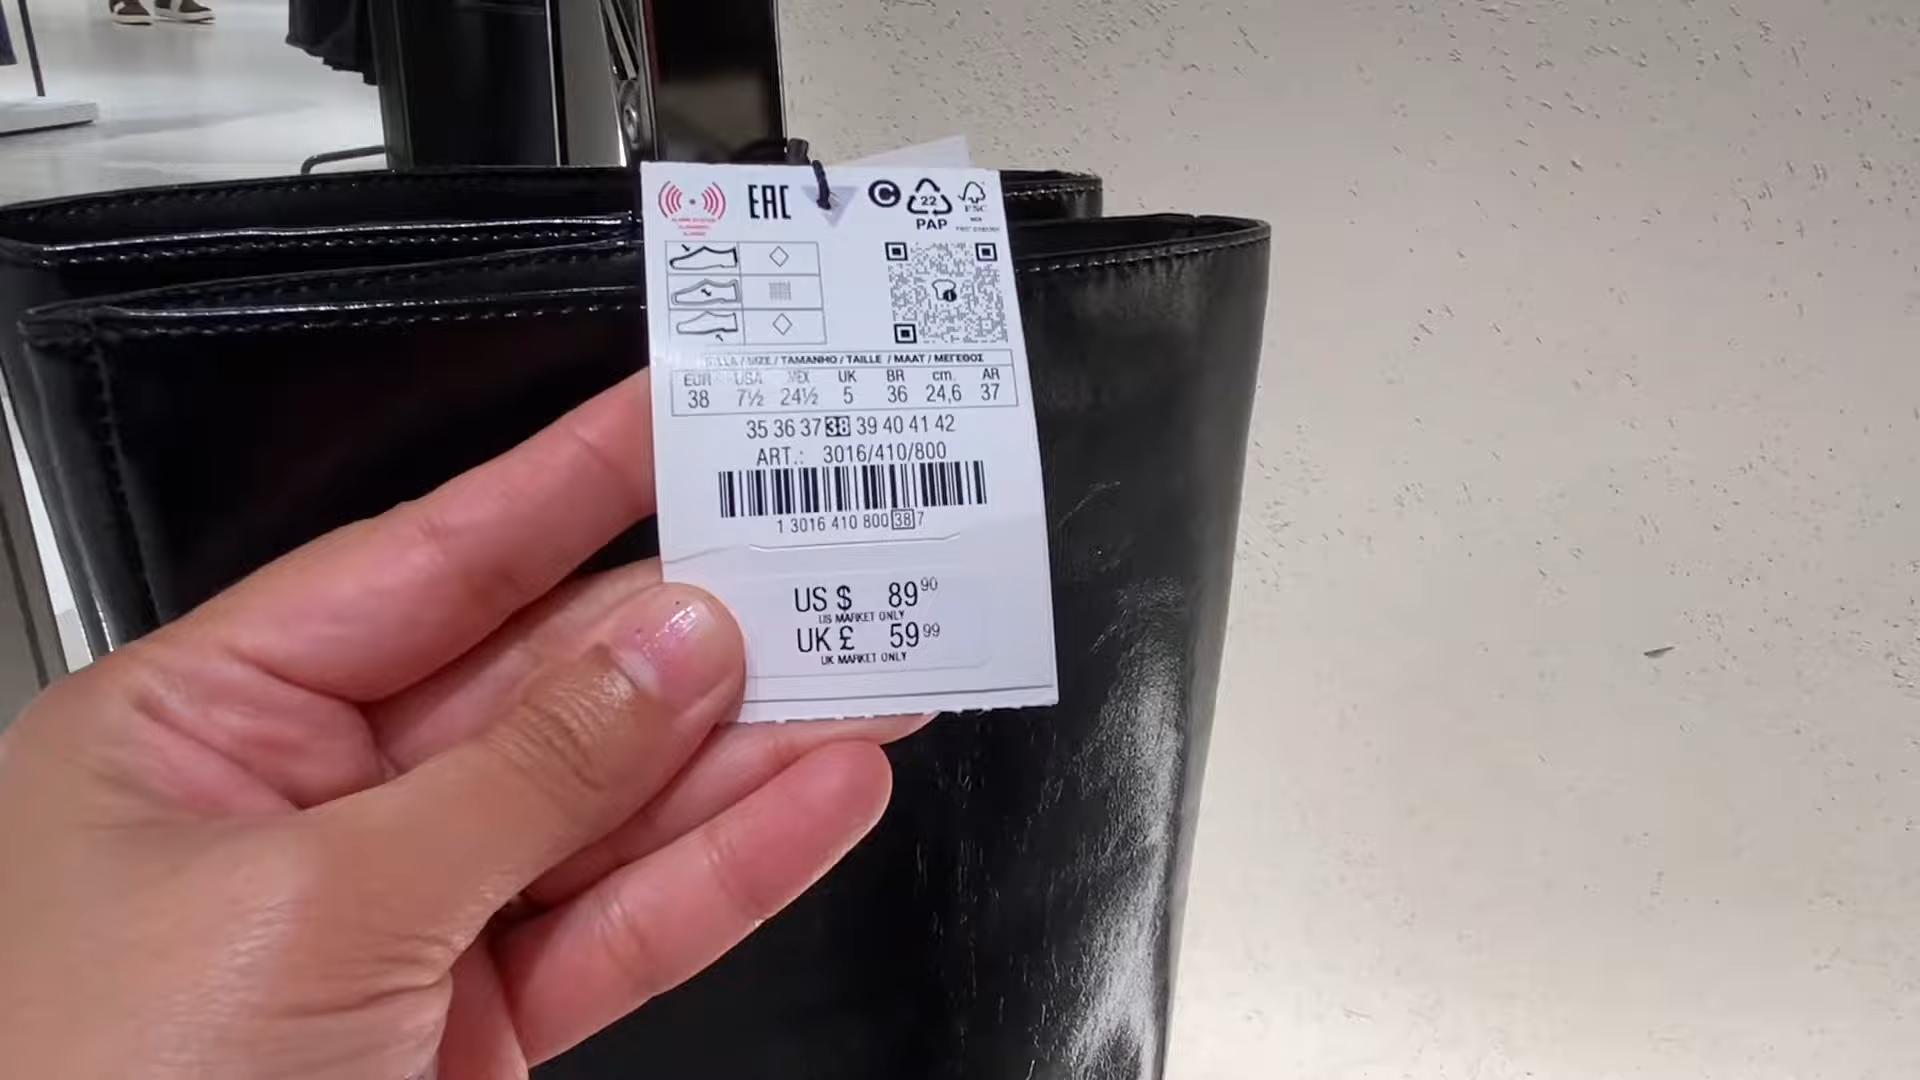 EAC
22
PAP
FSC
/ SIZE / TAMANHO / TAILLE / MAAT / ΜΕΓΕΘΟΣ
EUR USA MEX UK BR cm. AR
38 7½ 24½ 5 36 24,6 37
35 36 37 38 39 40 41 42
ART.: 3016/410/800
1 3016 410 800 38 7
US $ 89 90
US MARKET ONLY
UK £ 59 99
UK MARKET ONLY